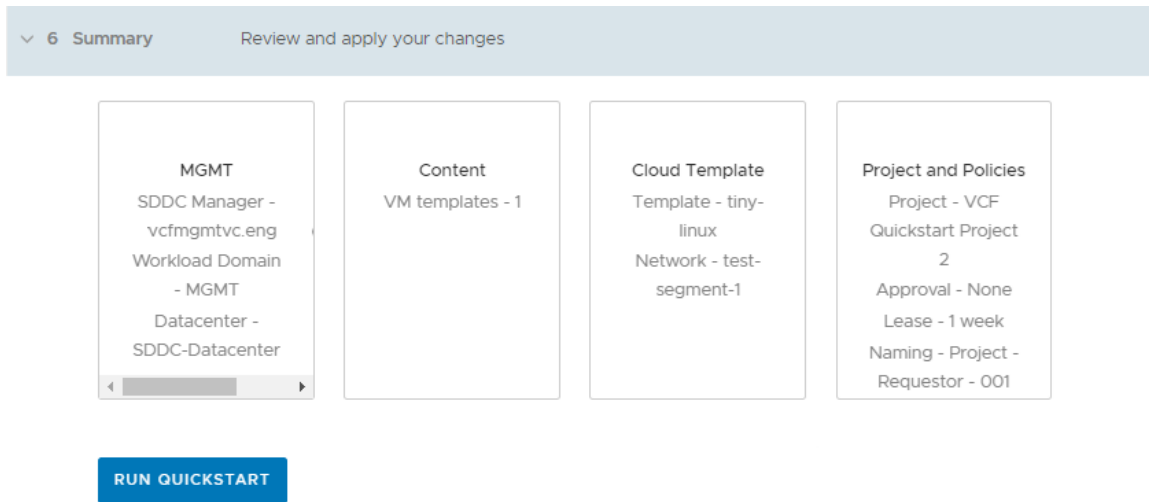 6 Summary Review and apply your changes
MGMT
SDDC Manager -
vcfmgmtvc.eng
Workload Domain
- MGMT
Datacenter -
SDDC-Datacenter
Content
VM templates - 1
Cloud Template
Template - tiny-
linux
Network - test-
segment-1
Project and Policies
Project - VCF
Quickstart Project
2
Approval - None
Lease - 1 week
Naming - Project -
Requestor - 001
RUN QUICKSTART